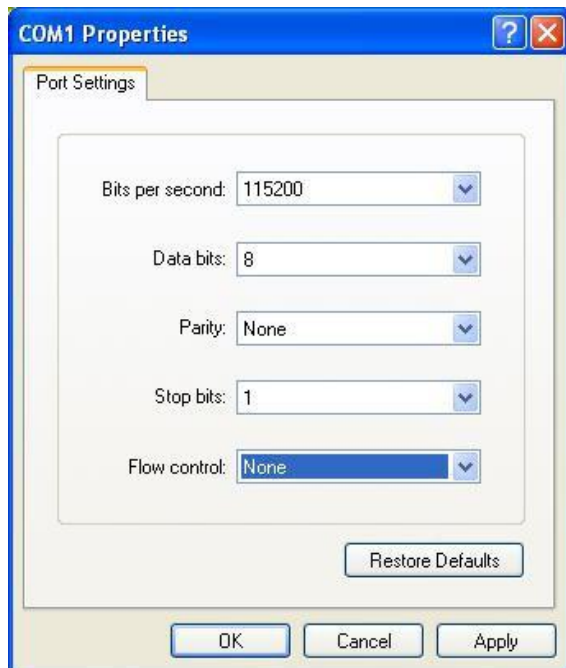 COM1 Properties
Port Settings
Bits per second: 115200
Data bits: 8
Parity: None
Stop bits: 1
Flow control: None
Restore Defaults
OK Cancel Apply